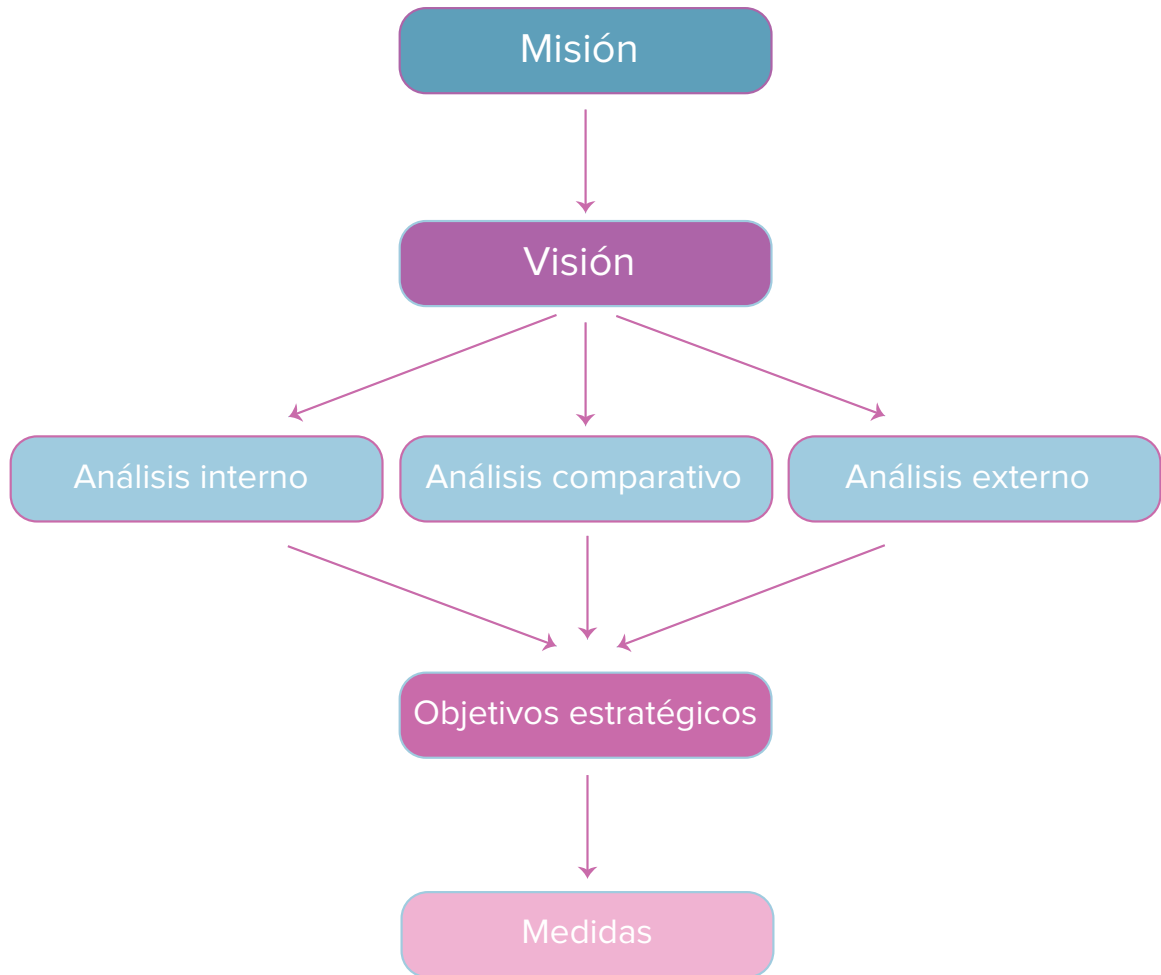 Misión
Visión
Análisis interno
Análisis comparativo
Análisis externo
Objetivos estratégicos
Medidas